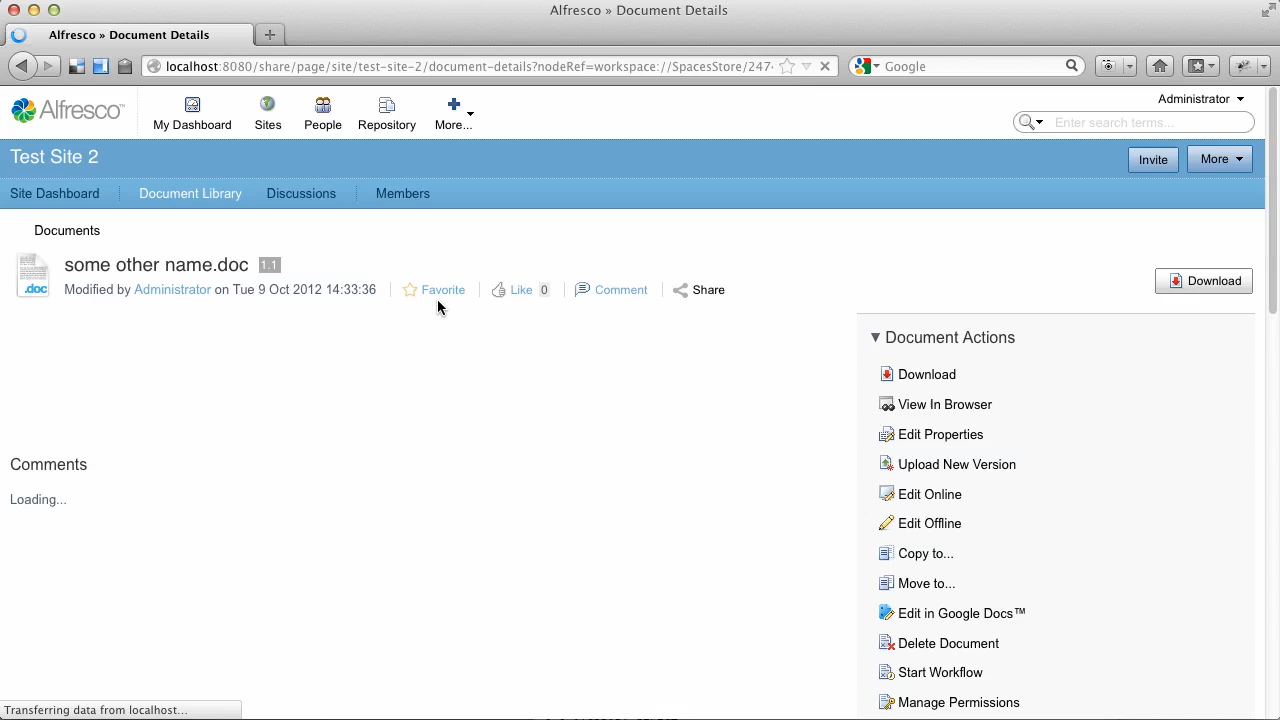 Alfresco » Document Details
Alfresco » Document Details
localhost:8080/share/page/site/test-site-2/document-details?nodeRef=workspace://SpacesStore/247
Google
Alfresco™
My Dashboard
Sites
People
Repository
More...
Administrator
Enter search terms...
Test Site 2
Invite
More
Site Dashboard
Document Library
Discussions
Members
Documents
some other name.doc 1.1
.doc
Modified by Administrator on Tue 9 Oct 2012 14:33:36
Favorite
Like 0
Comment
Share
Download
Document Actions
Download
View In Browser
Edit Properties
Upload New Version
Edit Online
Edit Offline
Copy to...
Move to...
Edit in Google Docs™
Delete Document
Start Workflow
Manage Permissions
Comments
Loading...
Transferring data from localhost...